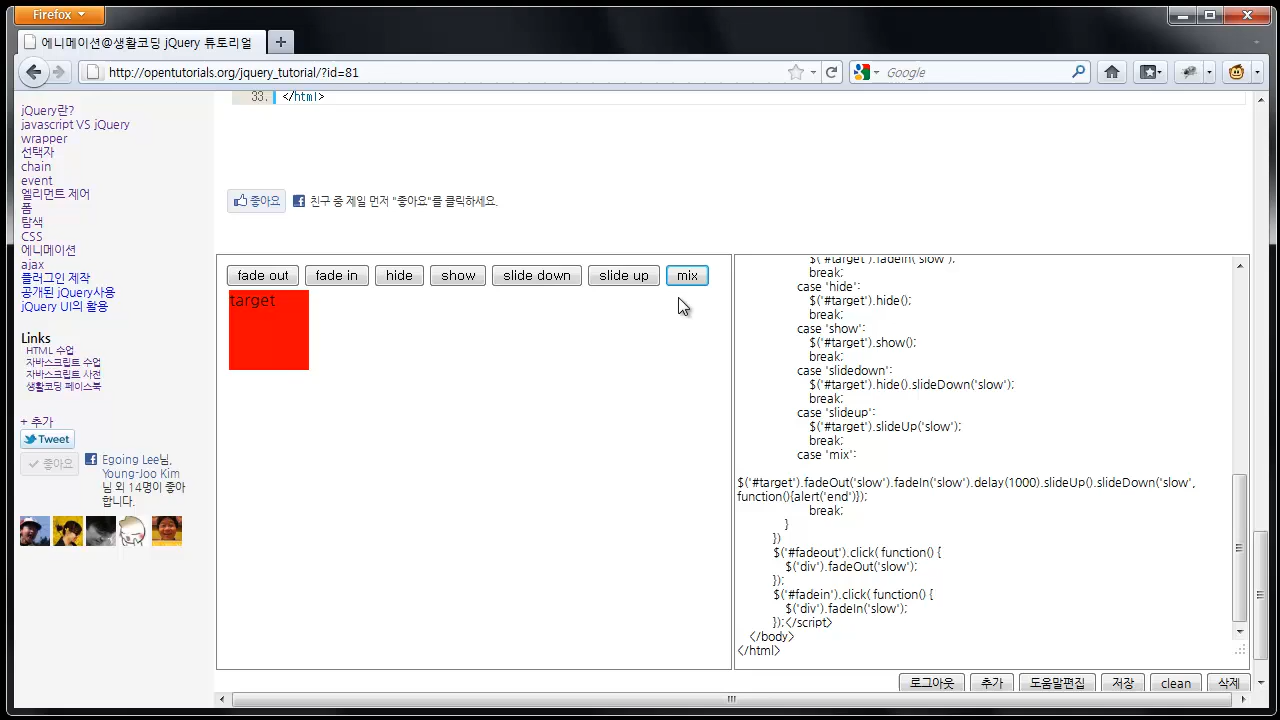 Firefox
에니메이션@생활코딩 jQuery 튜토리얼
http://opentutorials.org/jquery_tutorial/?id=81
Google
jQuery란?
javascript VS jQuery
wrapper
선택자
chain
event
엘리먼트 제어
폼
탐색
CSS
에니메이션
ajax
플러그인 제작
공개된 jQuery사용
jQuery UI의 활용
Links
HTML 수업
자바스크립트 수업
자바스크립트 사전
생활코딩 페이스북
+ 추가
Tweet
좋아요
Egoing Lee님,
Young-Joo Kim
님 외 14명이 좋아
합니다.
33. </html>
좋아요 친구 중 제일 먼저 "좋아요"를 클릭하세요.
fade out fade in hide show slide down slide up mix
target
$('#target').fadeIn('slow');
break;
case 'hide':
$('#target').hide();
break;
case 'show':
$('#target').show();
break;
case 'slidedown':
$('#target').hide().slideDown('slow');
break;
case 'slideup':
$('#target').slideUp('slow');
break;
case 'mix':
$('#target').fadeOut('slow').fadeIn('slow').delay(1000).slideUp().slideDown('slow',
function(){alert('end')});
break;
}
})
$('#fadeout').click( function() {
$('div').fadeOut('slow');
});
$('#fadein').click( function() {
$('div').fadeIn('slow');
});</script>
</body>
</html>
로그아웃 추가 도움말편집 저장 clean 삭제